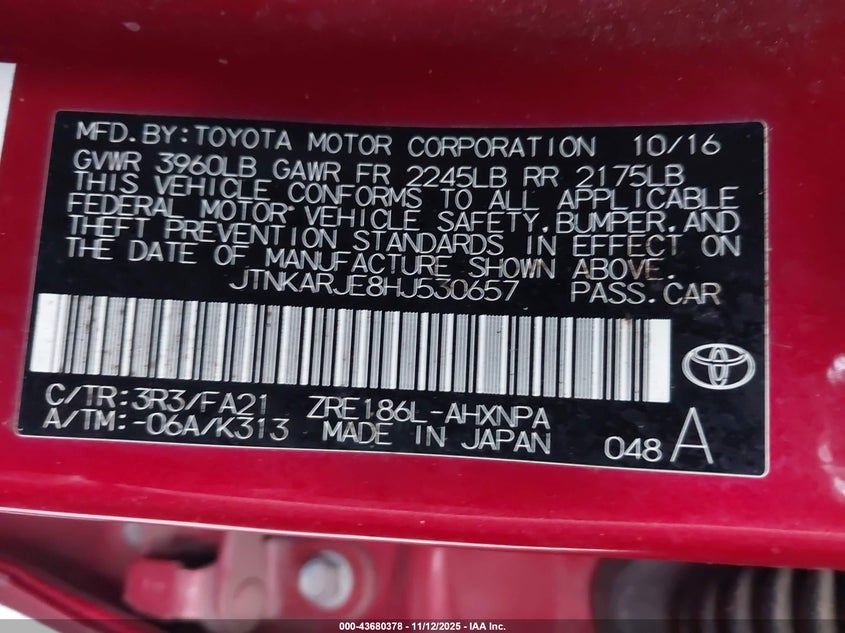 MFD.BY:TOYOTA MOTOR CORPORATION 10/16
GVWR 3960LB GAWR FR 2245LB RR 2175LB
THIS VEHICLE CONFORMS TO ALL APPLICABLE
FEDERAL MOTOR VEHICLE SAFETY,BUMPER,AND
THEFT PREVENTION STANDARDS IN EFFECT ON
THE DATE OF MANUFACTURE SHOWN ABOVE.
JTNKARJE8HJ530657 PASS.CAR
C/TR:3R3/FA21 ZRE186L-AHXNPA
A/TM:-06A/K313 MADE IN JAPAN 048 A
000-43680378 - 11/12/2025 - IAA Inc.